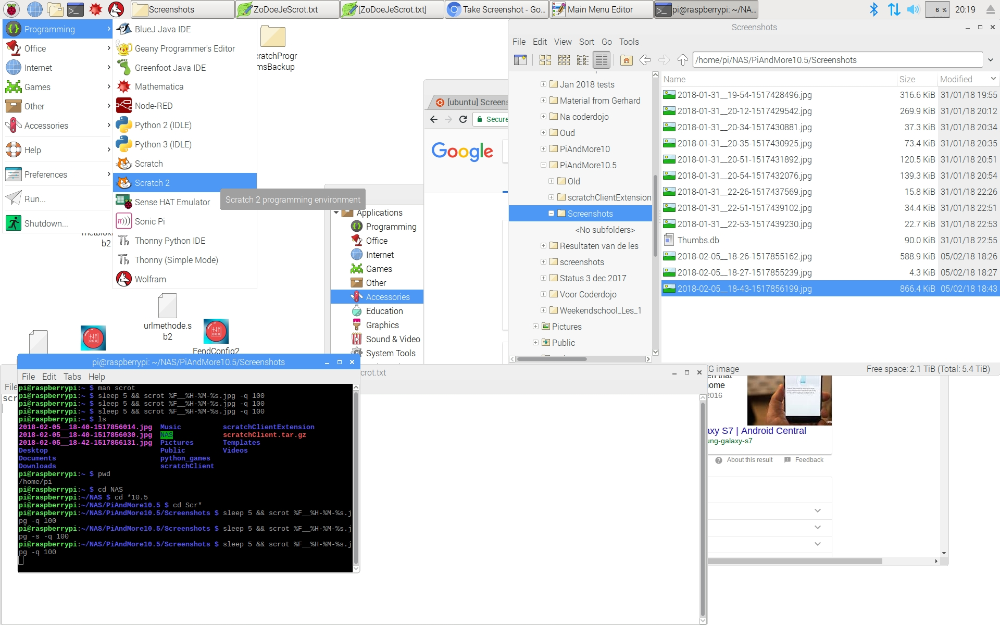 Screenshots
ZoDoeJeScrot.txt
[ZoDoeJeScrot.txt]
Take Screenshot - Go...
Main Menu Editor
pi@raspberrypi: ~/NA...
6 %
20:19
Programming
Office
Internet
Games
Other
Accessories
Help
Preferences
Run...
Shutdown...
BlueJ Java IDE
Geany Programmer's Editor
Greenfoot Java IDE
Mathematica
Node-RED
Python 2 (IDLE)
Python 3 (IDLE)
Scratch
Scratch 2
Sense HAT Emulator
Sonic Pi
Thonny Python IDE
Thonny (Simple Mode)
Wolfram
Scratch 2 programming environment
cratchProgr
msBackup
b2
urlmethode.s
b2
FendConfig2
[ubuntu] Screens
Secure
Google
Applications
Programming
Office
Internet
Games
Other
Accessories
Education
Graphics
Sound & Video
System Tools
Screenshots
File Edit View Sort Go Tools
/home/pi/NAS/PiAndMore10.5/Screenshots
Jan 2018 tests
Material from Gerhard
Na coderdojo
Oud
PiAndMore10
PiAndMore10.5
Old
scratchClientExtension
Screenshots
<No subfolders>
Resultaten van de les
screenshots
Status 3 dec 2017
Voor Coderdojo
Weekendschool_Les_1
Pictures
Public
Name Size Modified
2018-01-31__19-54-1517428496.jpg 316.6 KiB 31/01/18 19:55
2018-01-31__20-12-1517429542.jpg 269.9 KiB 31/01/18 20:12
2018-01-31__20-34-1517430881.jpg 37.3 KiB 31/01/18 20:34
2018-01-31__20-35-1517430925.jpg 73.4 KiB 31/01/18 20:35
2018-01-31__20-51-1517431892.jpg 120.5 KiB 31/01/18 20:51
2018-01-31__20-54-1517432076.jpg 139.3 KiB 31/01/18 20:54
2018-01-31__22-26-1517437569.jpg 15.8 KiB 31/01/18 22:26
2018-01-31__22-51-1517439102.jpg 34.4 KiB 31/01/18 22:51
2018-01-31__22-53-1517439230.jpg 22.7 KiB 31/01/18 22:53
Thumbs.db 90.0 KiB 31/01/18 22:55
2018-02-05__18-26-1517855162.jpg 588.9 KiB 05/02/18 18:26
2018-02-05__18-27-1517855239.jpg 4.3 KiB 05/02/18 18:27
2018-02-05__18-43-1517856199.jpg 866.4 KiB 05/02/18 18:43
G image
Free space: 2.1 TiB (Total: 5.4 TiB)
crot.txt
File
scr
pi@raspberrypi: ~/NAS/PiAndMore10.5/Screenshots
File Edit Tabs Help
pi@raspberrypi:~ $ man scrot
pi@raspberrypi:~ $ sleep 5 && scrot %F__%H-%M-%s.jpg -q 100
pi@raspberrypi:~ $ sleep 5 && scrot %F__%H-%M-%s.jpg -q 100
pi@raspberrypi:~ $ sleep 5 && scrot %F__%H-%M-%s.jpg -q 100
pi@raspberrypi:~ $ ls
2018-02-05__18-40-1517856014.jpg Music scratchClientExtension
2018-02-05__18-40-1517856030.jpg NAS scratchClient.tar.gz
2018-02-05__18-42-1517856131.jpg Pictures Templates
Desktop Public Videos
Documents python_games
Downloads scratchClient
pi@raspberrypi:~ $ pwd
/home/pi
pi@raspberrypi:~ $ cd NAS
pi@raspberrypi:~/NAS $ cd *10.5
pi@raspberrypi:~/NAS/PiAndMore10.5 $ cd Scr*
pi@raspberrypi:~/NAS/PiAndMore10.5/Screenshots $ sleep 5 && scrot %F__%H-%M-%s.j
pg -q 100
pi@raspberrypi:~/NAS/PiAndMore10.5/Screenshots $ sleep 5 && scrot %F__%H-%M-%s.j
pg -s -q 100
pi@raspberrypi:~/NAS/PiAndMore10.5/Screenshots $ sleep 5 && scrot %F__%H-%M-%s.j
pg -q 100
en that
ome
2016
axy S7 | Android Central
ung-galaxy-s7
About this result
Feedback